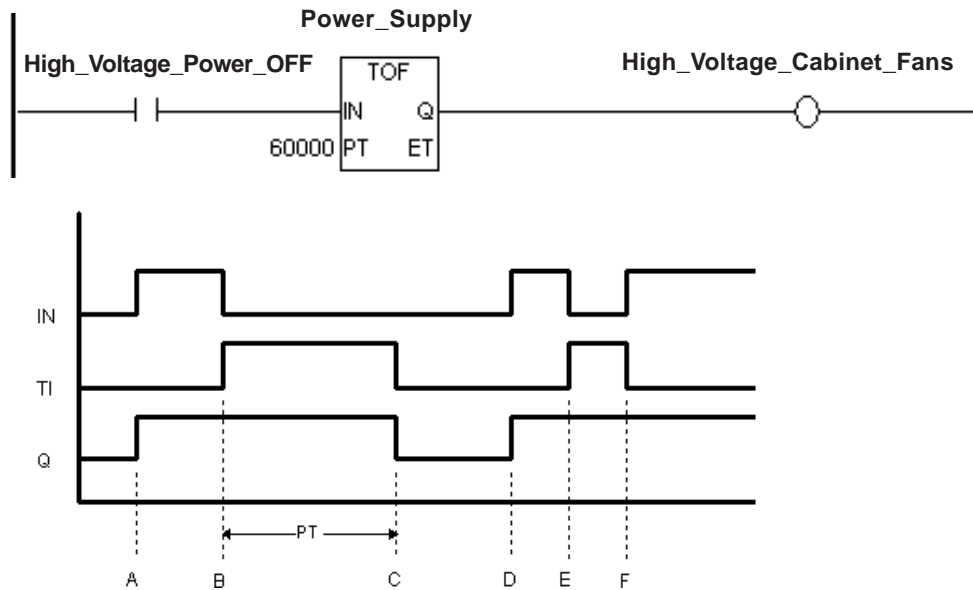 Power_Supply
High_Voltage_Power_OFF
High_Voltage_Cabinet_Fans
TOF
IN Q
60000 PT ET
IN
TI
Q
PT
A B C D E F